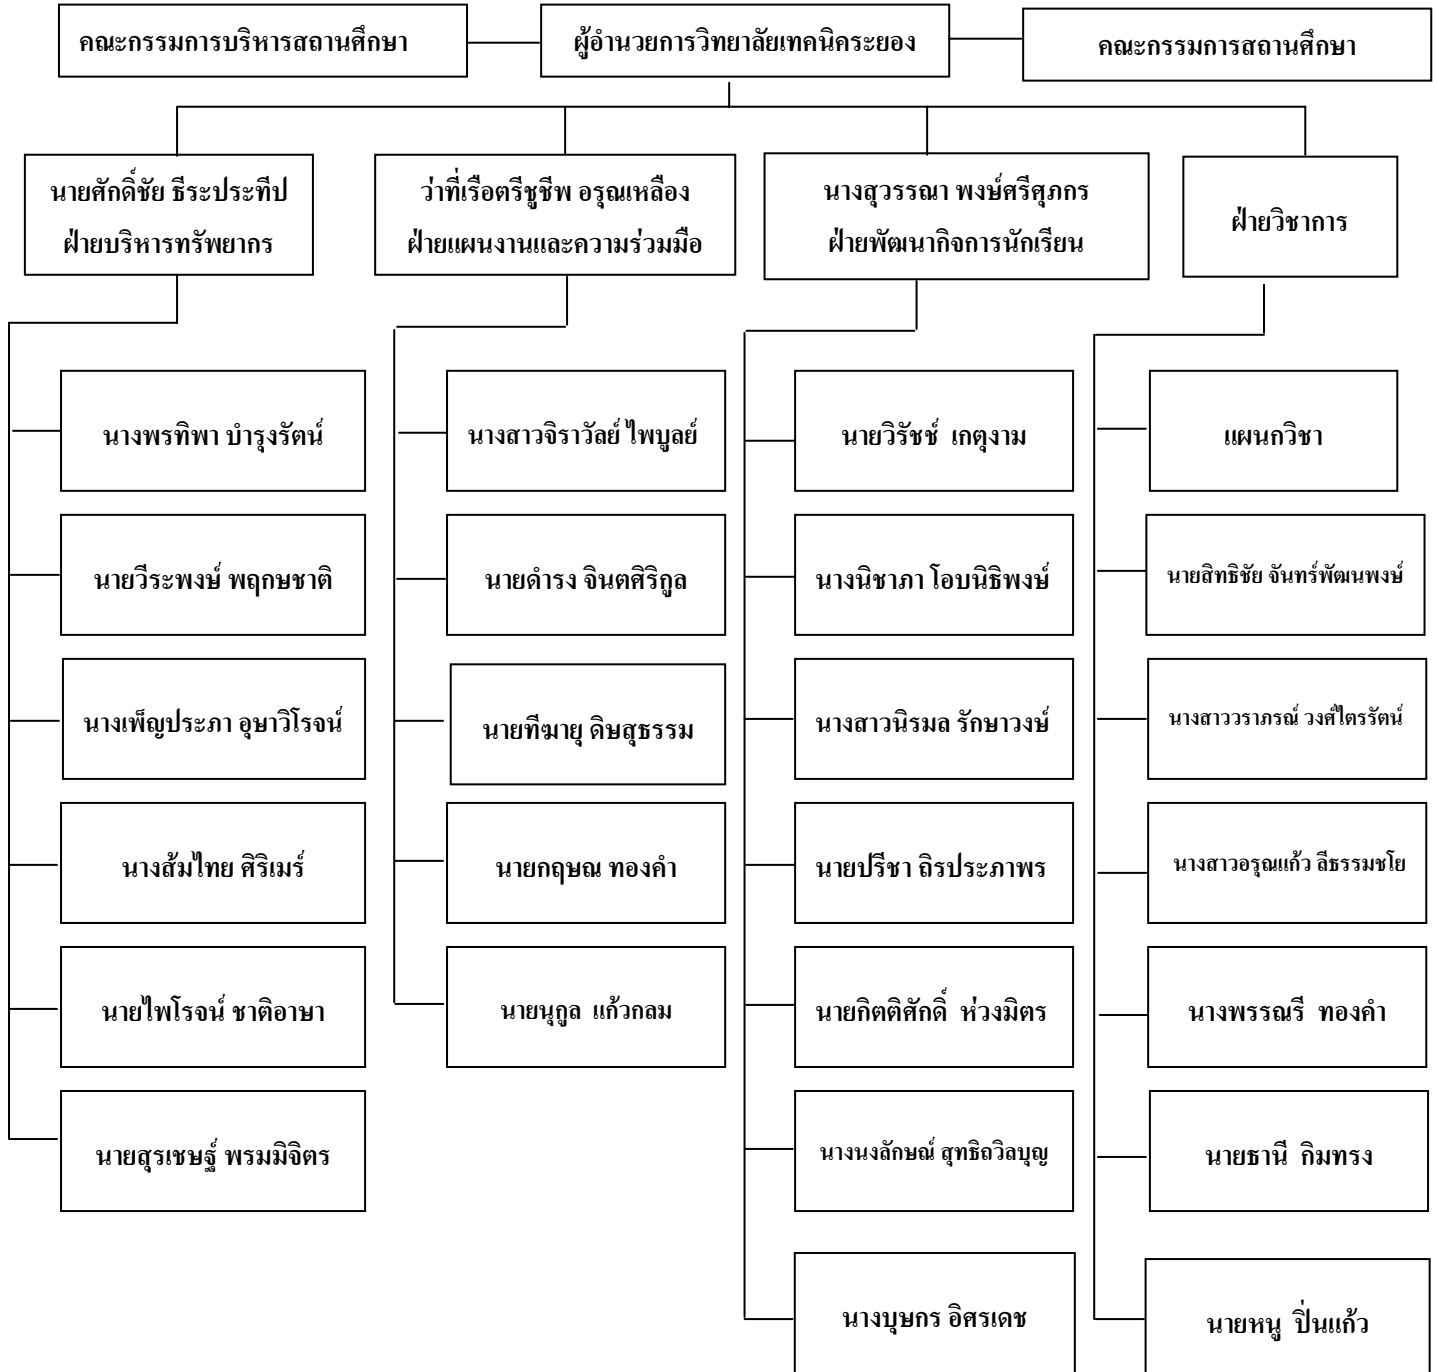 คณะกรรมการบริหารสถานศึกษา
ผู้อำนวยการวิทยาลัยเทคนิคระยอง
คณะกรรมการสถานศึกษา
นายศักดิ์ชัย ธีระประทีป
ฝ่ายบริหารทรัพยากร
ว่าที่เรือตรีชูชีพ อรุณเหลือง
ฝ่ายแผนงานและความร่วมมือ
นางสุวรรณา พงษ์ศรีศุภกร
ฝ่ายพัฒนากิจการนักเรียน
ฝ่ายวิชาการ
นางพรทิพา บำรุงรัตน์
นายวีระพงษ์ พฤกษชาติ
นางเพ็ญประภา อุษาวิโรจน์
นางส้มไทย ศิริเมร์
นายไพโรจน์ ชาติอาษา
นายสุรเชษฐ์ พรมมิจิตร
นางสาวจิราวัลย์ ไพบูลย์
นายดำรง จินตศิริกูล
นายทีฆายุ ดิษสุธรรม
นายกฤษณ ทองคำ
นายนุกูล แก้วกลม
นายวิรัชช์ เกตุงาม
นางนิชาภา โอบนิธิพงษ์
นางสาวนิรมล รักษาวงษ์
นายปรีชา ถิรประภาพร
นายกิตติศักดิ์ ห่วงมิตร
นางนงลักษณ์ สุทธิถวิลบุญ
นางบุษกร อิศรเดช
แผนกวิชา
นายสิทธิชัย จันทร์พัฒนพงษ์
นางสาววราภรณ์ วงศ์ไตรรัตน์
นางสาวอรุณแก้ว ลีธรรมชโย
นางพรรณรี ทองคำ
นายธานี กิมทรง
นายหนู ปิ่นแก้ว